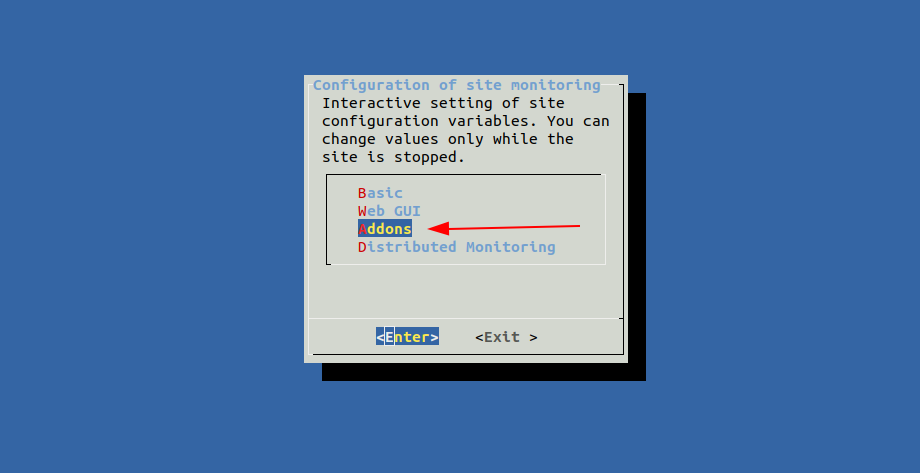 Configuration of site monitoring
Interactive setting of site
configuration variables. You can
change values only while the
site is stopped.
Basic
Web GUI
Addons
Distributed Monitoring
<Enter> <Exit >